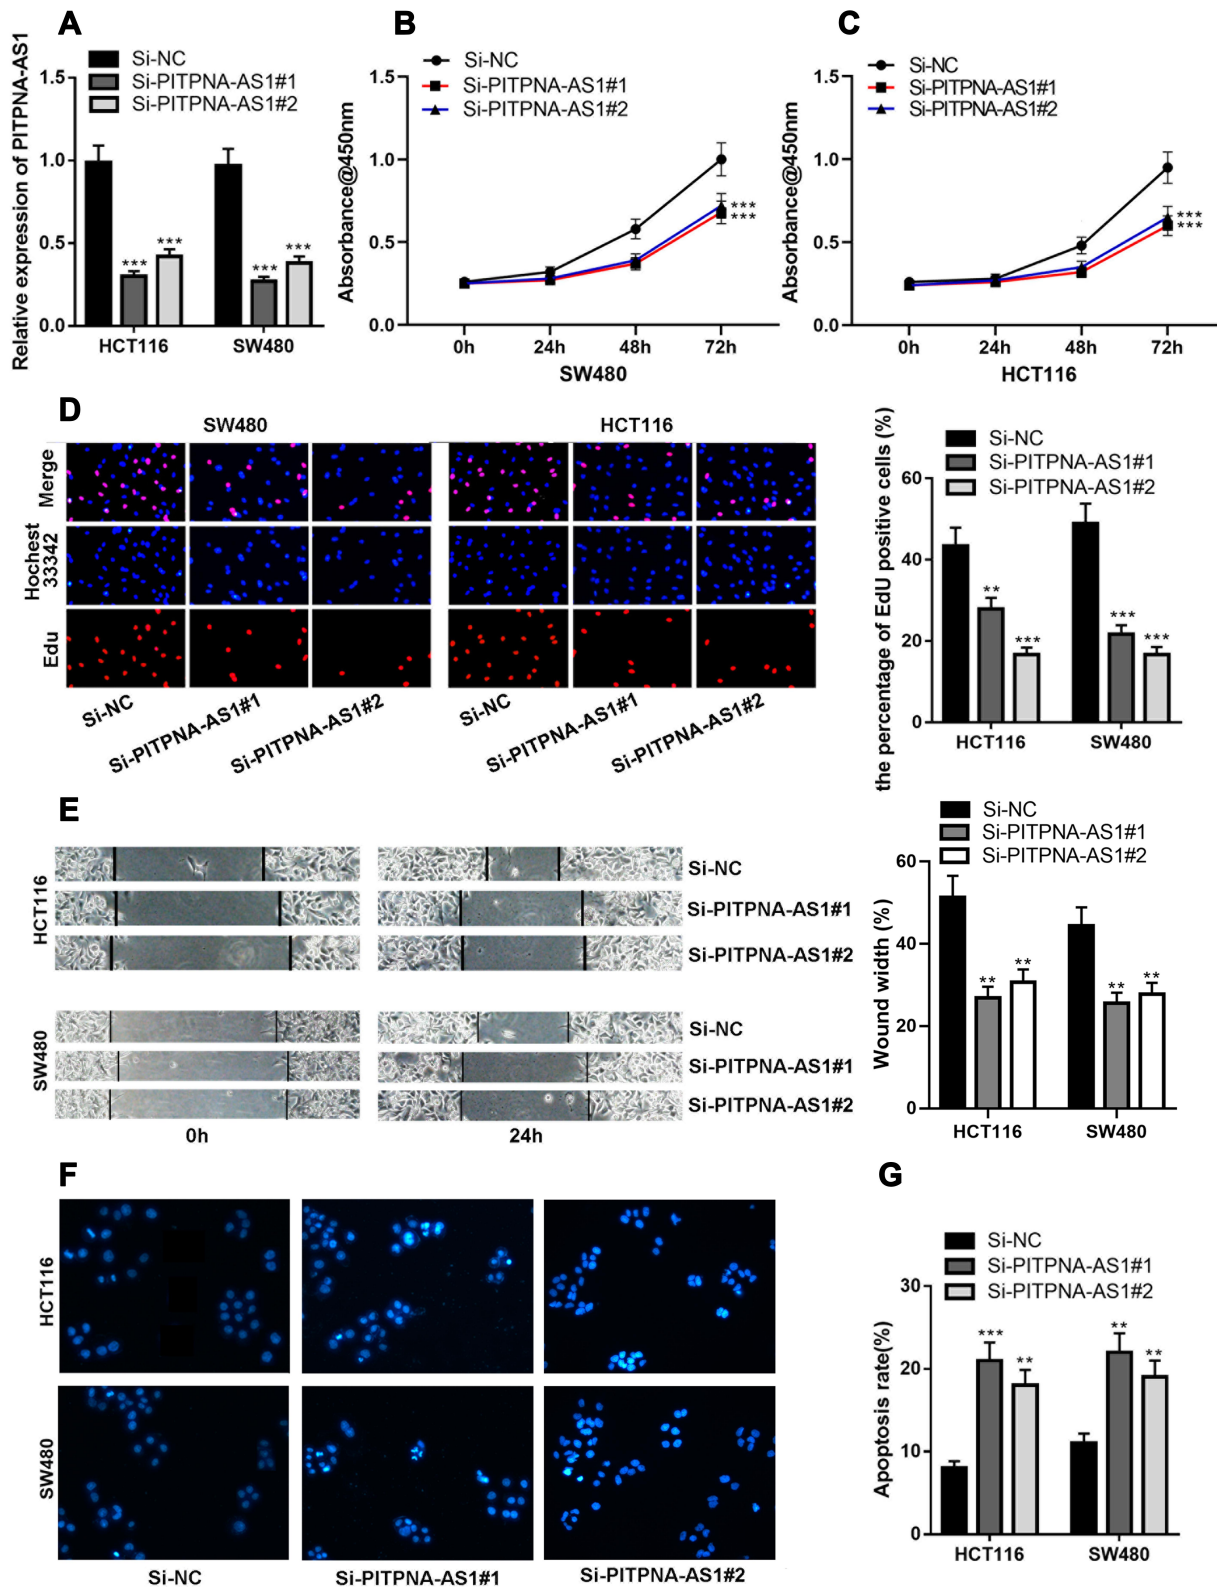 A
Relative expression of PITPNA-AS1
Si-NC
Si-PITPNA-AS1#1
Si-PITPNA-AS1#2
1.5
1.0
0.5
0.0
***
***
***
***
HCT116
SW480
B
Absorbance@450nm
Si-NC
Si-PITPNA-AS1#1
Si-PITPNA-AS1#2
1.5
1.0
0.5
0.0
***
***
0h
24h
48h
72h
SW480
C
Absorbance@450nm
Si-NC
Si-PITPNA-AS1#1
Si-PITPNA-AS1#2
1.5
1.0
0.5
0.0
***
***
0h
24h
48h
72h
HCT116
D
SW480
HCT116
Merge
Hochest
33342
Edu
Si-NC
Si-PITPNA-AS1#1
Si-PITPNA-AS1#2
Si-NC
Si-PITPNA-AS1#1
Si-PITPNA-AS1#2
the percentage of EdU positive cells (%)
Si-NC
Si-PITPNA-AS1#1
Si-PITPNA-AS1#2
60
40
20
0
**
***
***
***
HCT116
SW480
E
HCT116
Si-NC
Si-PITPNA-AS1#1
Si-PITPNA-AS1#2
SW480
Si-NC
Si-PITPNA-AS1#1
Si-PITPNA-AS1#2
0h
24h
Wound width (%)
Si-NC
Si-PITPNA-AS1#1
Si-PITPNA-AS1#2
60
40
20
0
**
**
**
**
HCT116
SW480
F
HCT116
SW480
Si-NC
Si-PITPNA-AS1#1
Si-PITPNA-AS1#2
G
Apoptosis rate(%)
Si-NC
Si-PITPNA-AS1#1
Si-PITPNA-AS1#2
30
20
10
0
***
**
**
**
HCT116
SW480